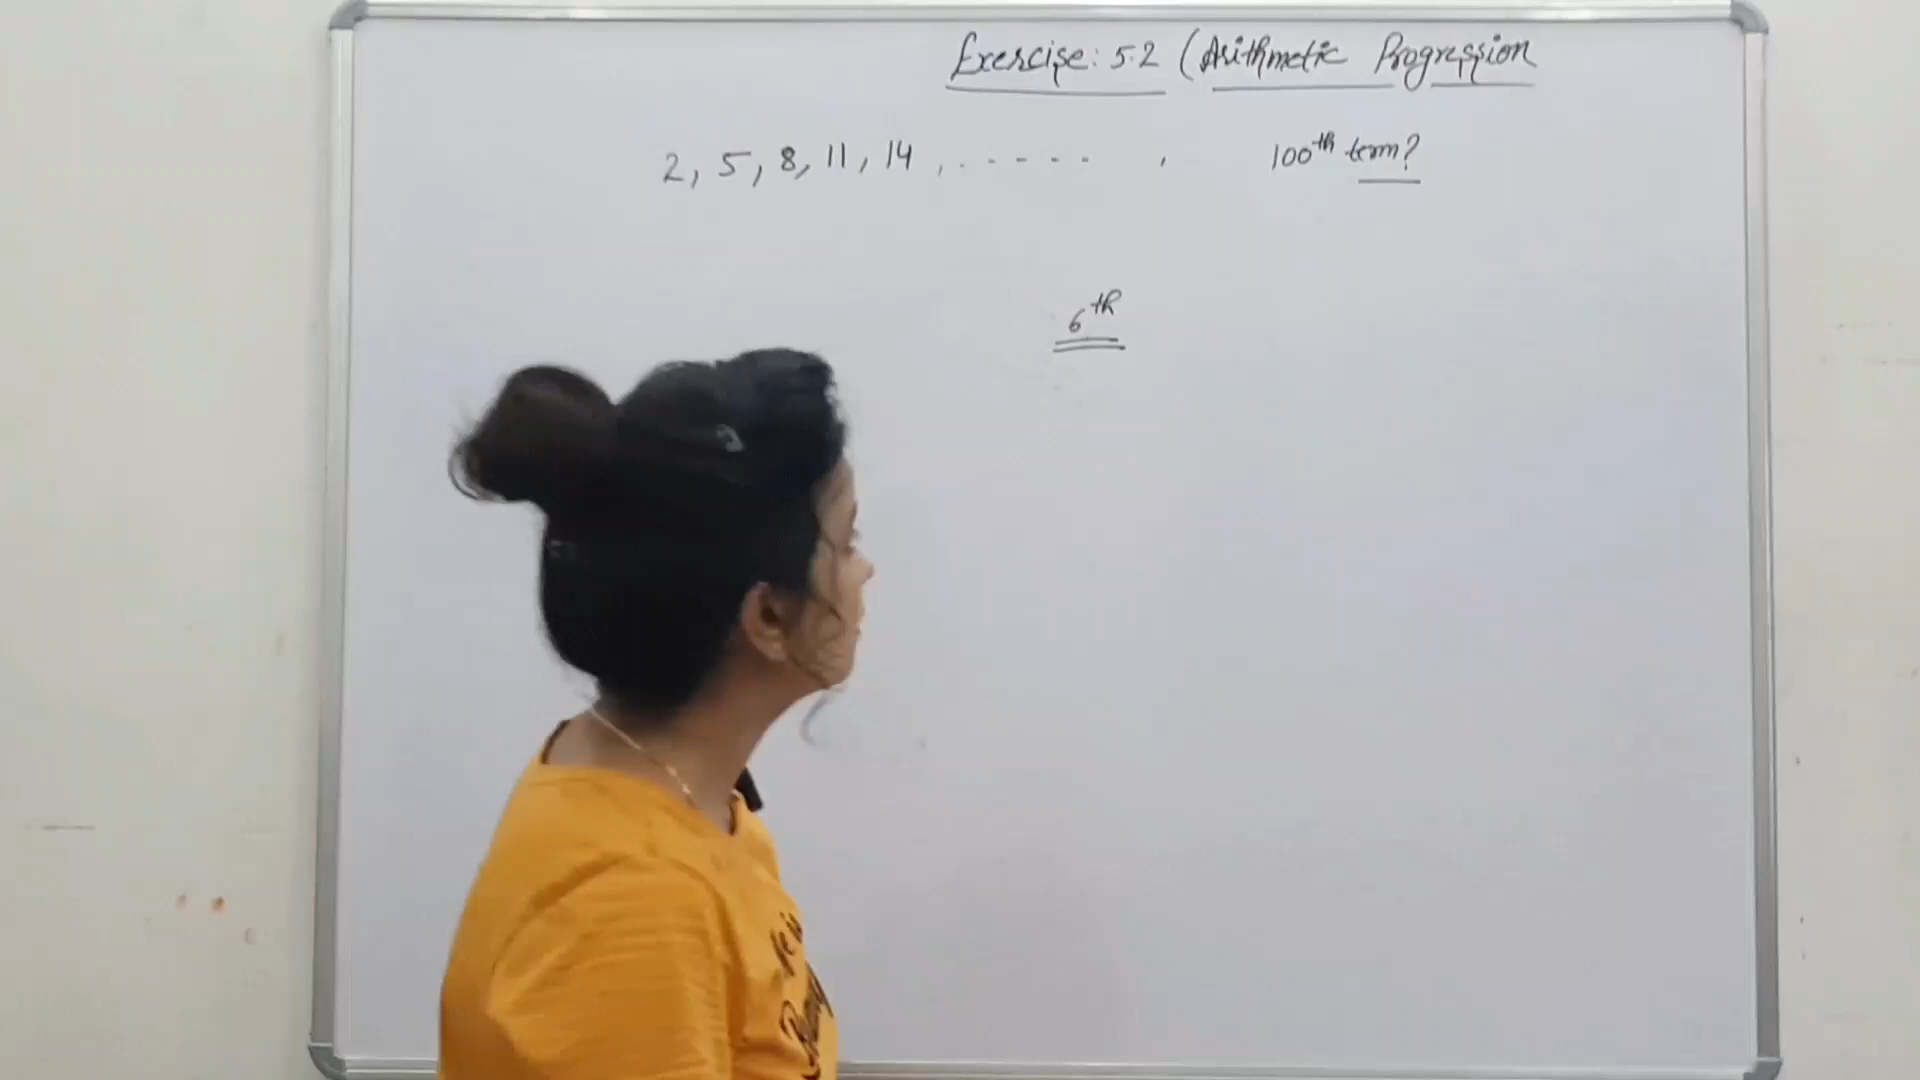 Exercise: 5.2 (Arithmetic Progression
2, 5, 8, 11, 14, ..... , 100th term?
6th